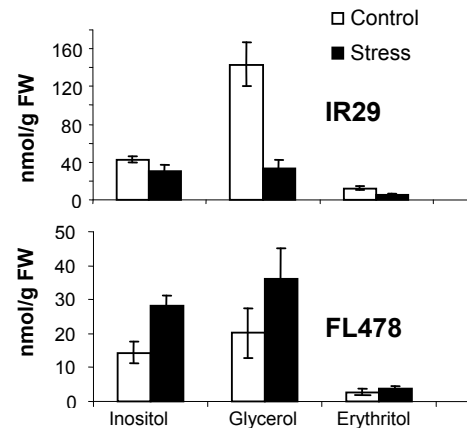 Control
Stress
nmol/g FW
160
120
80
40
0
IR29
nmol/g FW
50
40
30
20
10
0
FL478
Inositol Glycerol Erythritol